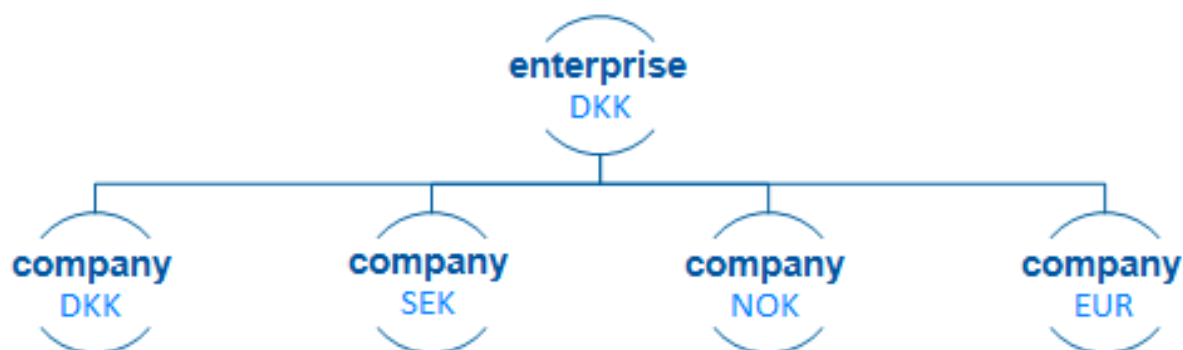 enterprise
DKK
company
DKK
company
SEK
company
NOK
company
EUR